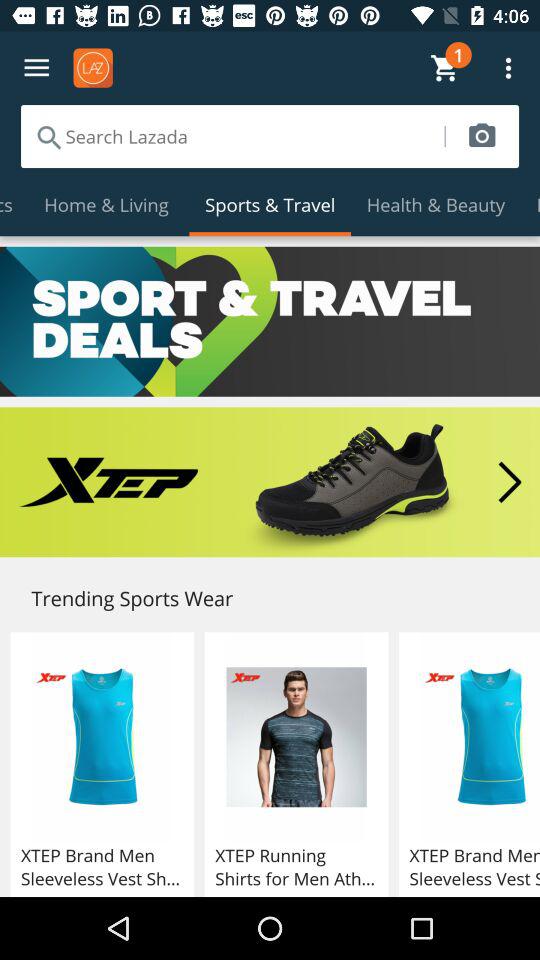 esc
4:06
LAZ
1
Search Lazada
cs
Home & Living
Sports & Travel
Health & Beauty
SPORT & TRAVEL
DEALS
XTEP
Trending Sports Wear
XTEP
XTEP
XTEP
XTEP Brand Men
Sleeveless Vest Sh...
XTEP Running
Shirts for Men Ath...
XTEP Brand Men
Sleeveless Vest S